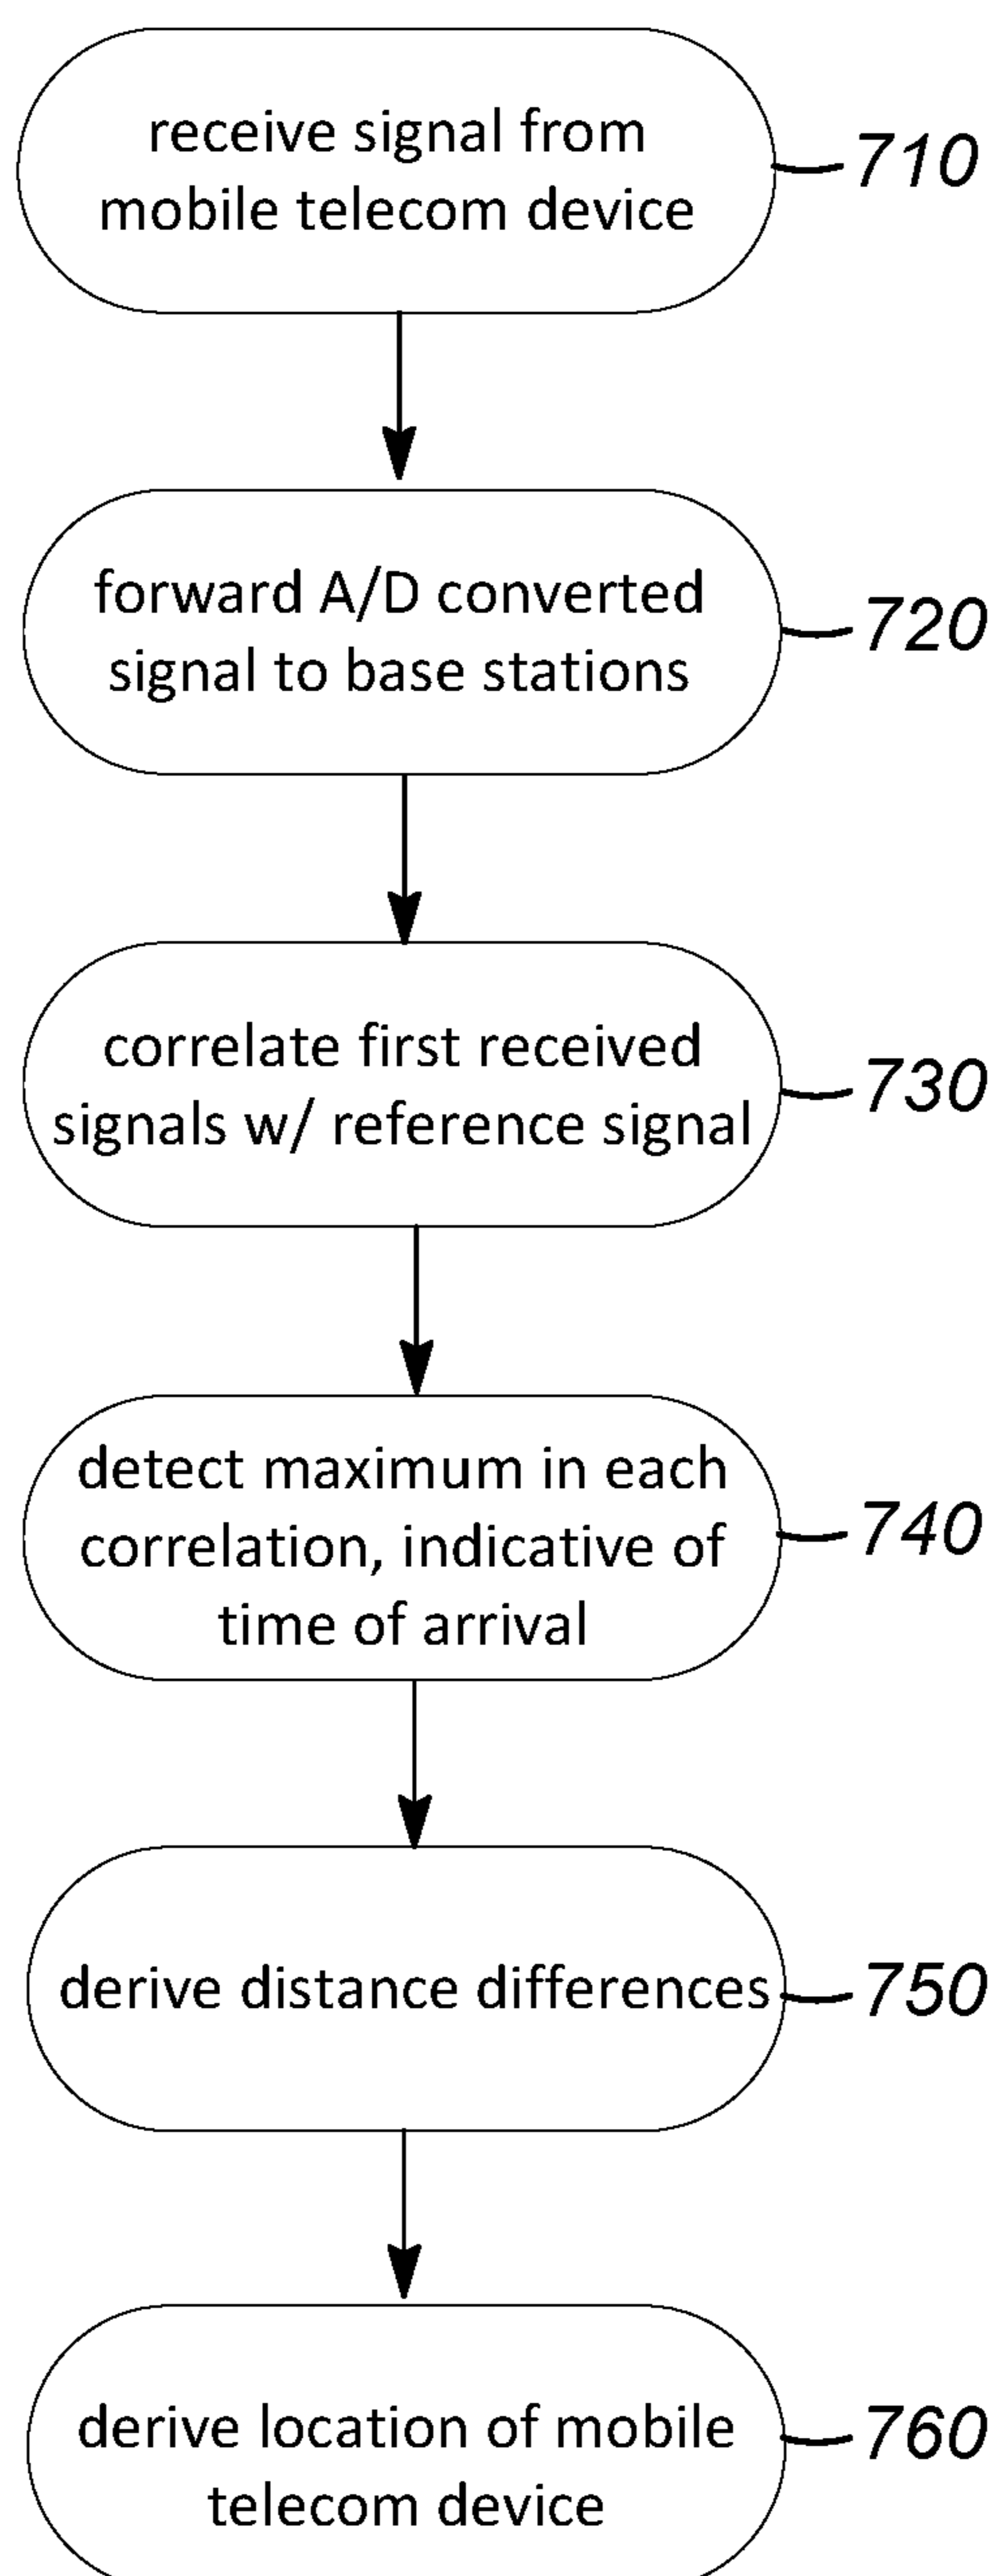 receive signal from
mobile telecom device
710
forward A/D converted
signal to base stations
720
correlate first received
signals w/ reference signal
730
detect maximum in each
correlation, indicative of
time of arrival
740
derive distance differences
750
derive location of mobile
telecom device
760